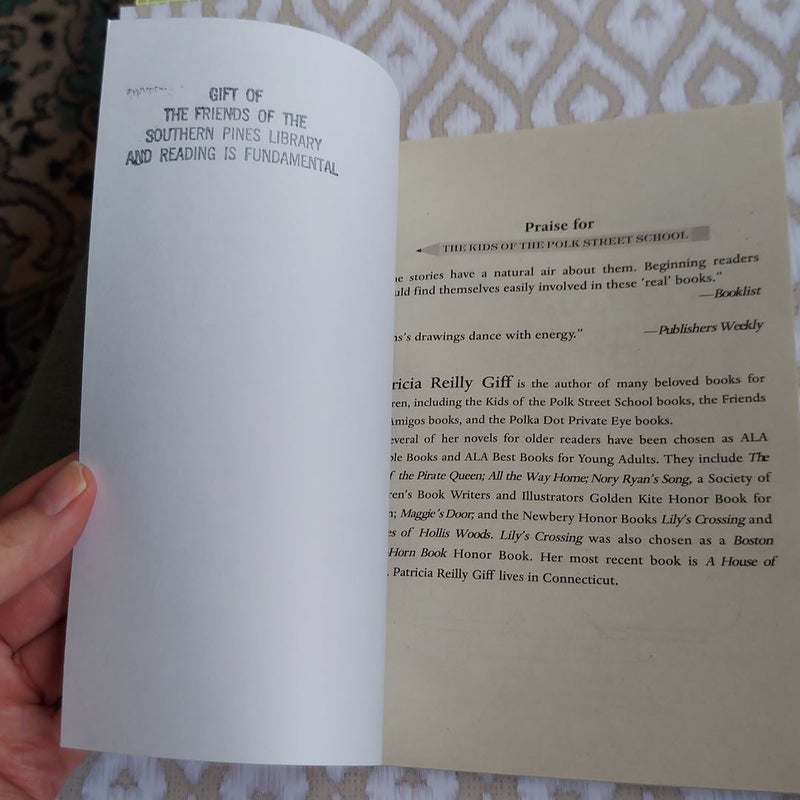 GIFT OF
THE FRIENDS OF THE
SOUTHERN PINES LIBRARY
AND READING IS FUNDAMENTAL
Praise for
THE KIDS OF THE POLK STREET SCHOOL
stories have a natural air about them. Beginning readers
find themselves easily involved in these 'real' books."
—Booklist
drawings dance with energy." —Publishers Weekly
Reilly Giff is the author of many beloved books for
including the Kids of the Polk Street School books, the Friends
Amigos books, and the Polka Dot Private Eye books.
of her novels for older readers have been chosen as ALA
Books and ALA Best Books for Young Adults. They include The
the Pirate Queen; All the Way Home; Nory Ryan's Song, a Society of
Book Writers and Illustrators Golden Kite Honor Book for
Maggie's Door; and the Newbery Honor Books Lily's Crossing and
of Hollis Woods. Lily's Crossing was also chosen as a Boston
Horn Book Honor Book. Her most recent book is A House of
. Patricia Reilly Giff lives in Connecticut.